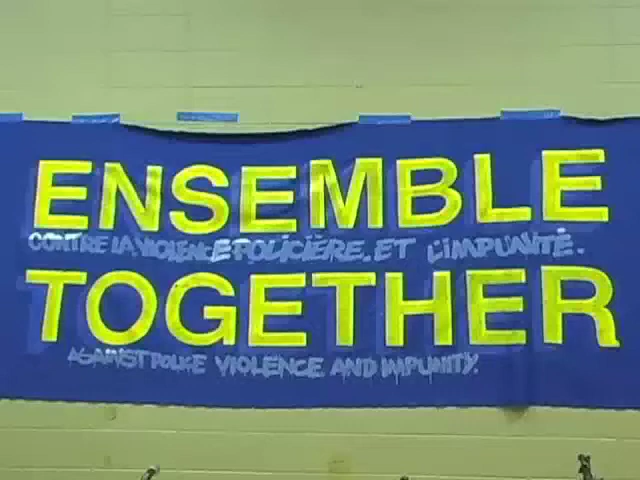 ENSEMBLE
CONTRE LA VIOLENCE POLICIÈRE, ET L'IMPUNITÉ.
TOGETHER
AGAINST POLICE VIOLENCE AND IMPUNITY.